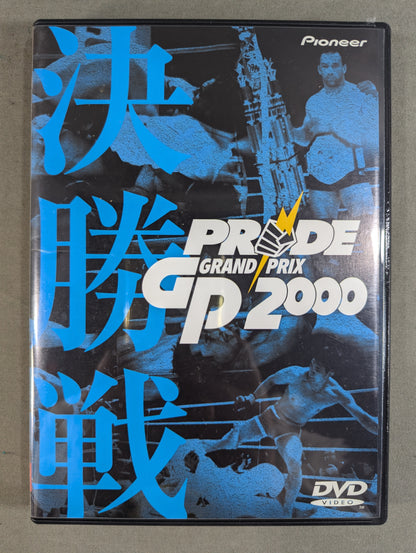 Pioneer
決勝戦
PRIDE
GRAND PRIX
GP 2000
DVD
VIDEO